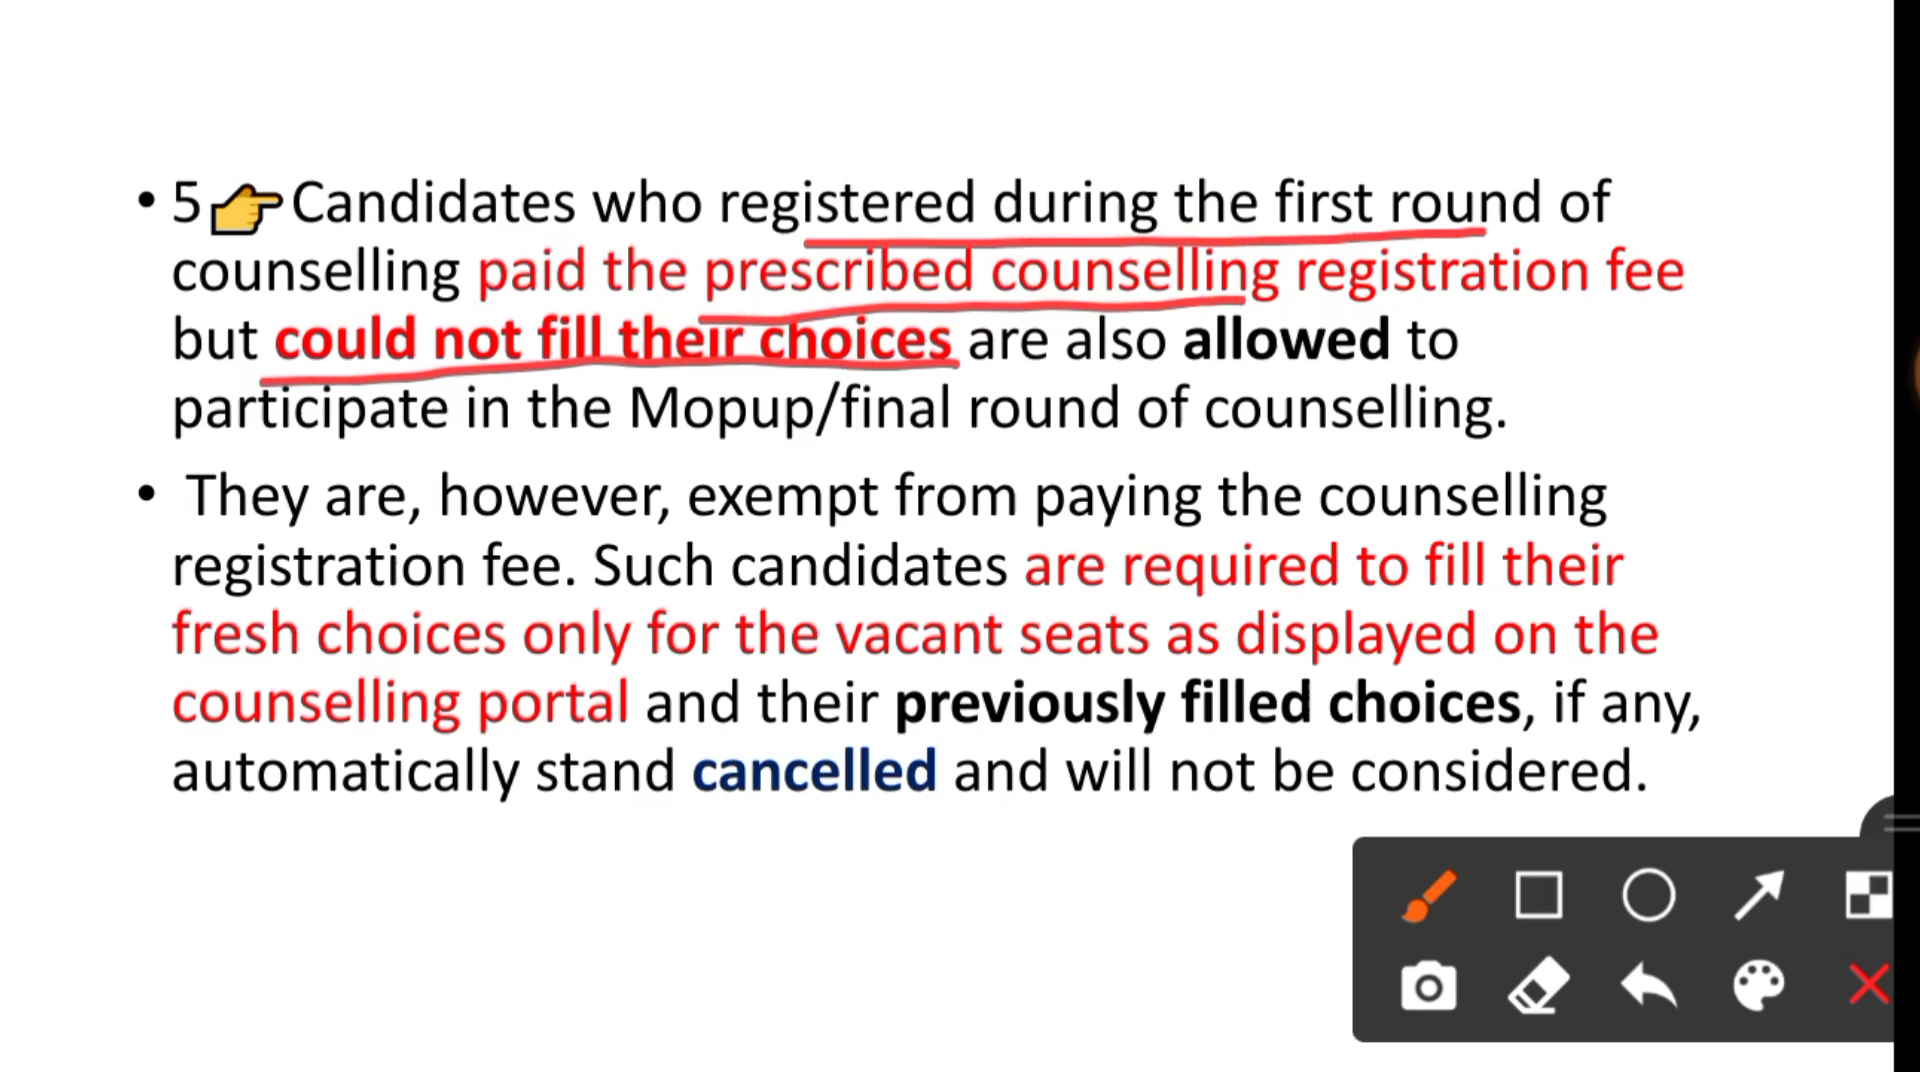 • 5👉Candidates who registered during the first round of
counselling paid the prescribed counselling registration fee
but could not fill their choices are also allowed to
participate in the Mopup/final round of counselling.
• They are, however, exempt from paying the counselling
registration fee. Such candidates are required to fill their
fresh choices only for the vacant seats as displayed on the
counselling portal and their previously filled choices, if any,
automatically stand cancelled and will not be considered.